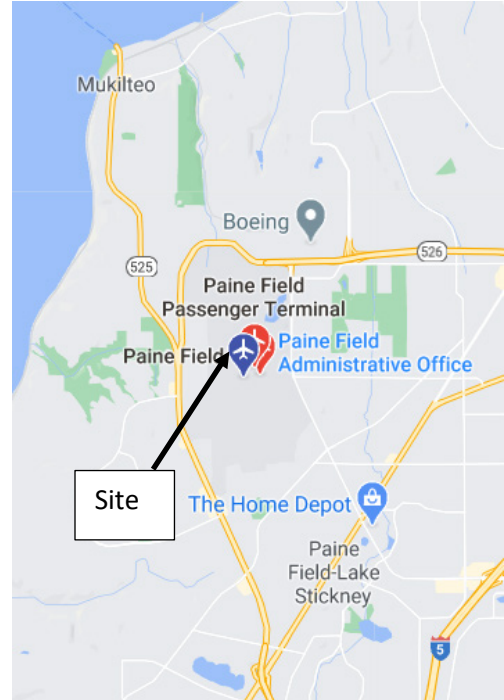 Mukilteo
Boeing
526
525
Paine Field
Passenger Terminal
Paine Field
Paine Field
Administrative Office
Site
The Home Depot
Paine
Field-Lake
Stickney
5